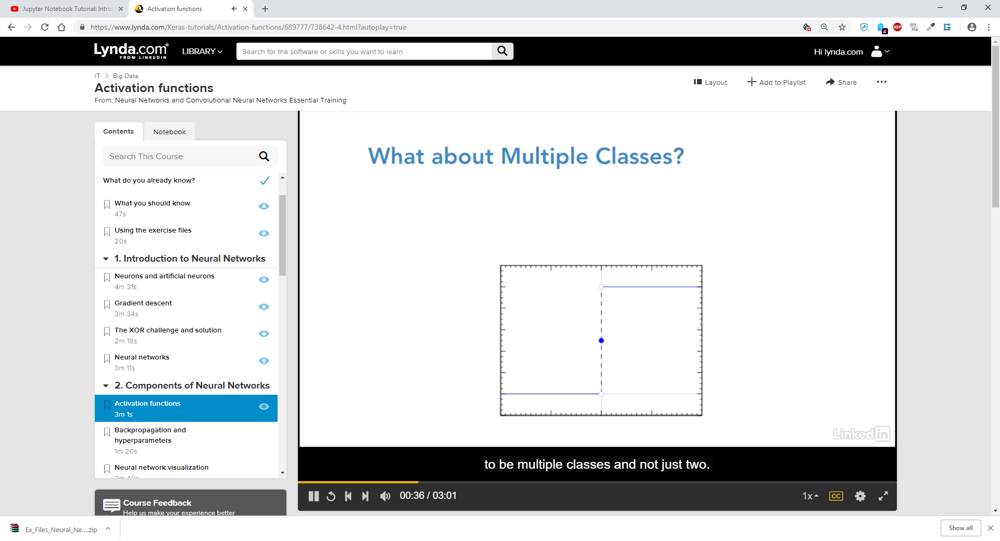 Jupyter Notebook Tutorial: Introc
Activation functions
https://www.lynda.com/Keras-tutorials/Activation-functions/689777/738642-4.html?autoplay=true
4
ABP
Git
Zip
Lynda.com®
FROM LINKEDIN
LIBRARY
Search for the software or skills you want to learn
Hi lynda.com
IT > Big Data
Activation functions
From: Neural Networks and Convolutional Neural Networks Essential Training
Layout
Add to Playlist
Share
Contents
Notebook
Search This Course
What do you already know?
What you should know
47s
Using the exercise files
20s
1. Introduction to Neural Networks
Neurons and artificial neurons
4m 31s
Gradient descent
3m 34s
The XOR challenge and solution
2m 18s
Neural networks
3m 11s
2. Components of Neural Networks
Activation functions
3m 1s
Backpropagation and
hyperparameters
1m 20s
Neural network visualization
Course Feedback
Help us make your experience better
What about Multiple Classes?
LinkedIn
to be multiple classes and not just two.
00:36 / 03:01
1x
CC
Ex_Files_Neural_Ne....zip
Show all